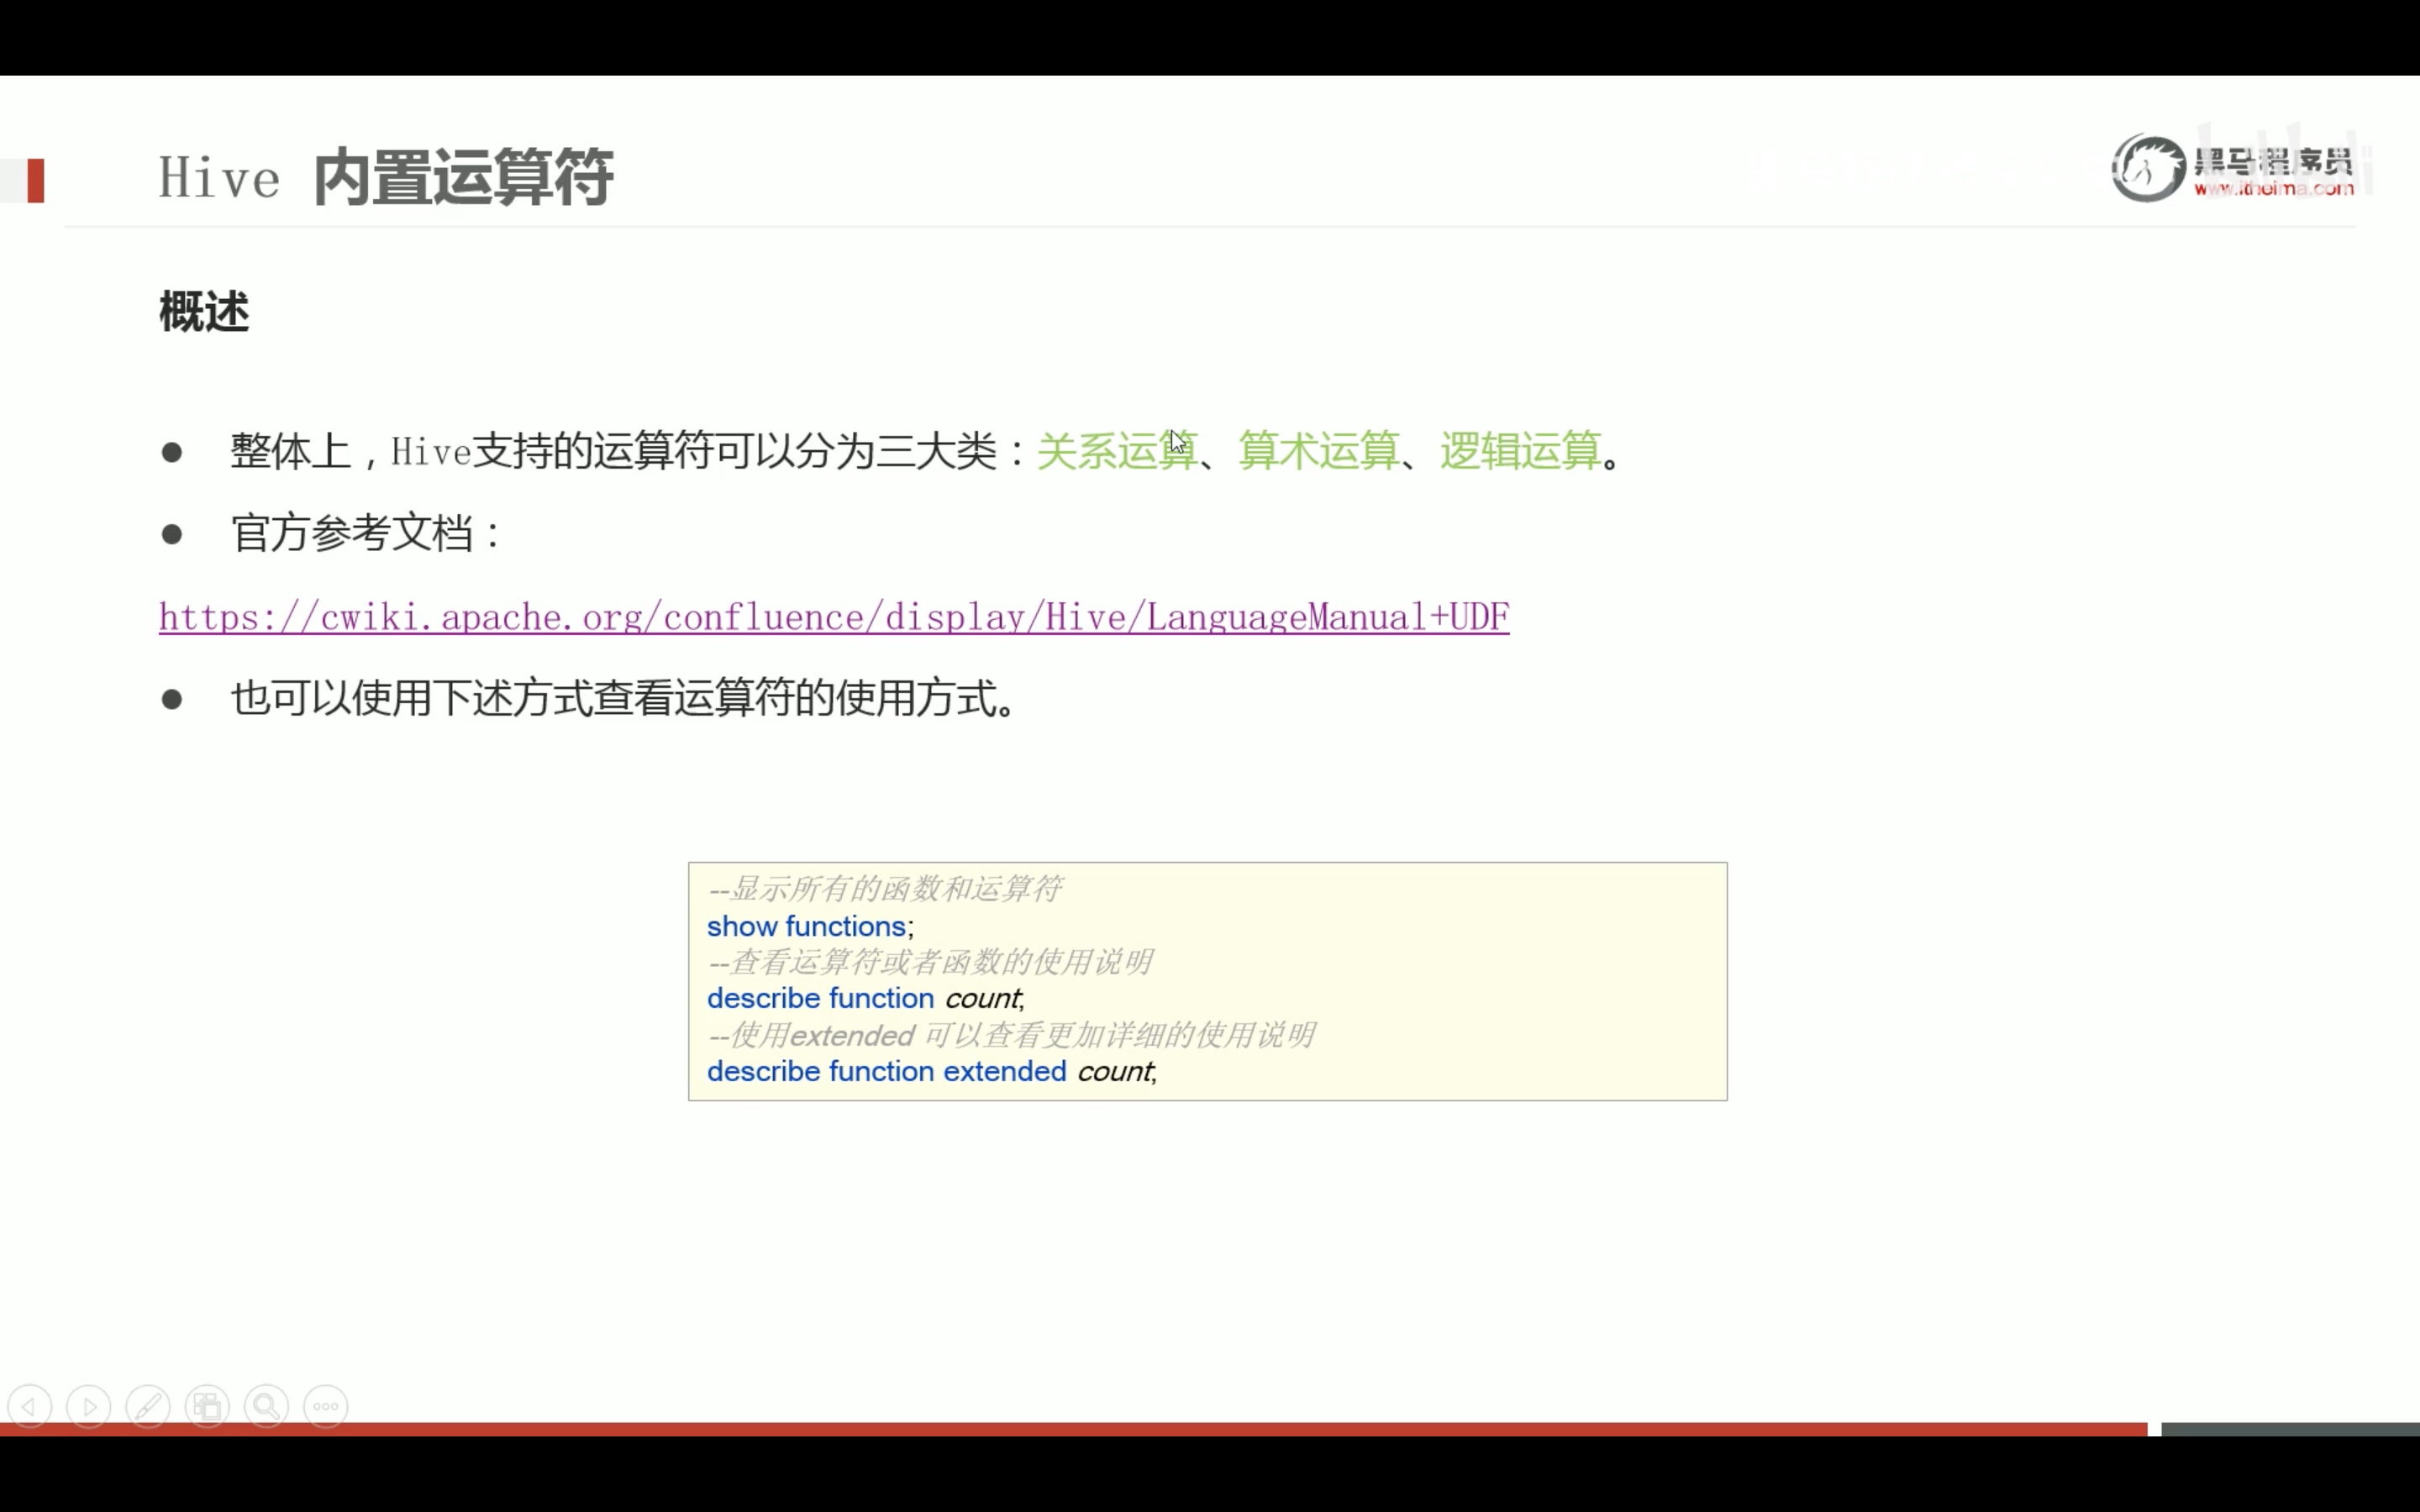 Hive 内置运算符
黑马程序员
www.itheima.com
概述
● 整体上，Hive支持的运算符可以分为三大类：关系运算、算术运算、逻辑运算。
● 官方参考文档：
https://cwiki.apache.org/confluence/display/Hive/LanguageManual+UDF
● 也可以使用下述方式查看运算符的使用方式。
--显示所有的函数和运算符
show functions;
--查看运算符或者函数的使用说明
describe function count;
--使用extended 可以查看更加详细的使用说明
describe function extended count;